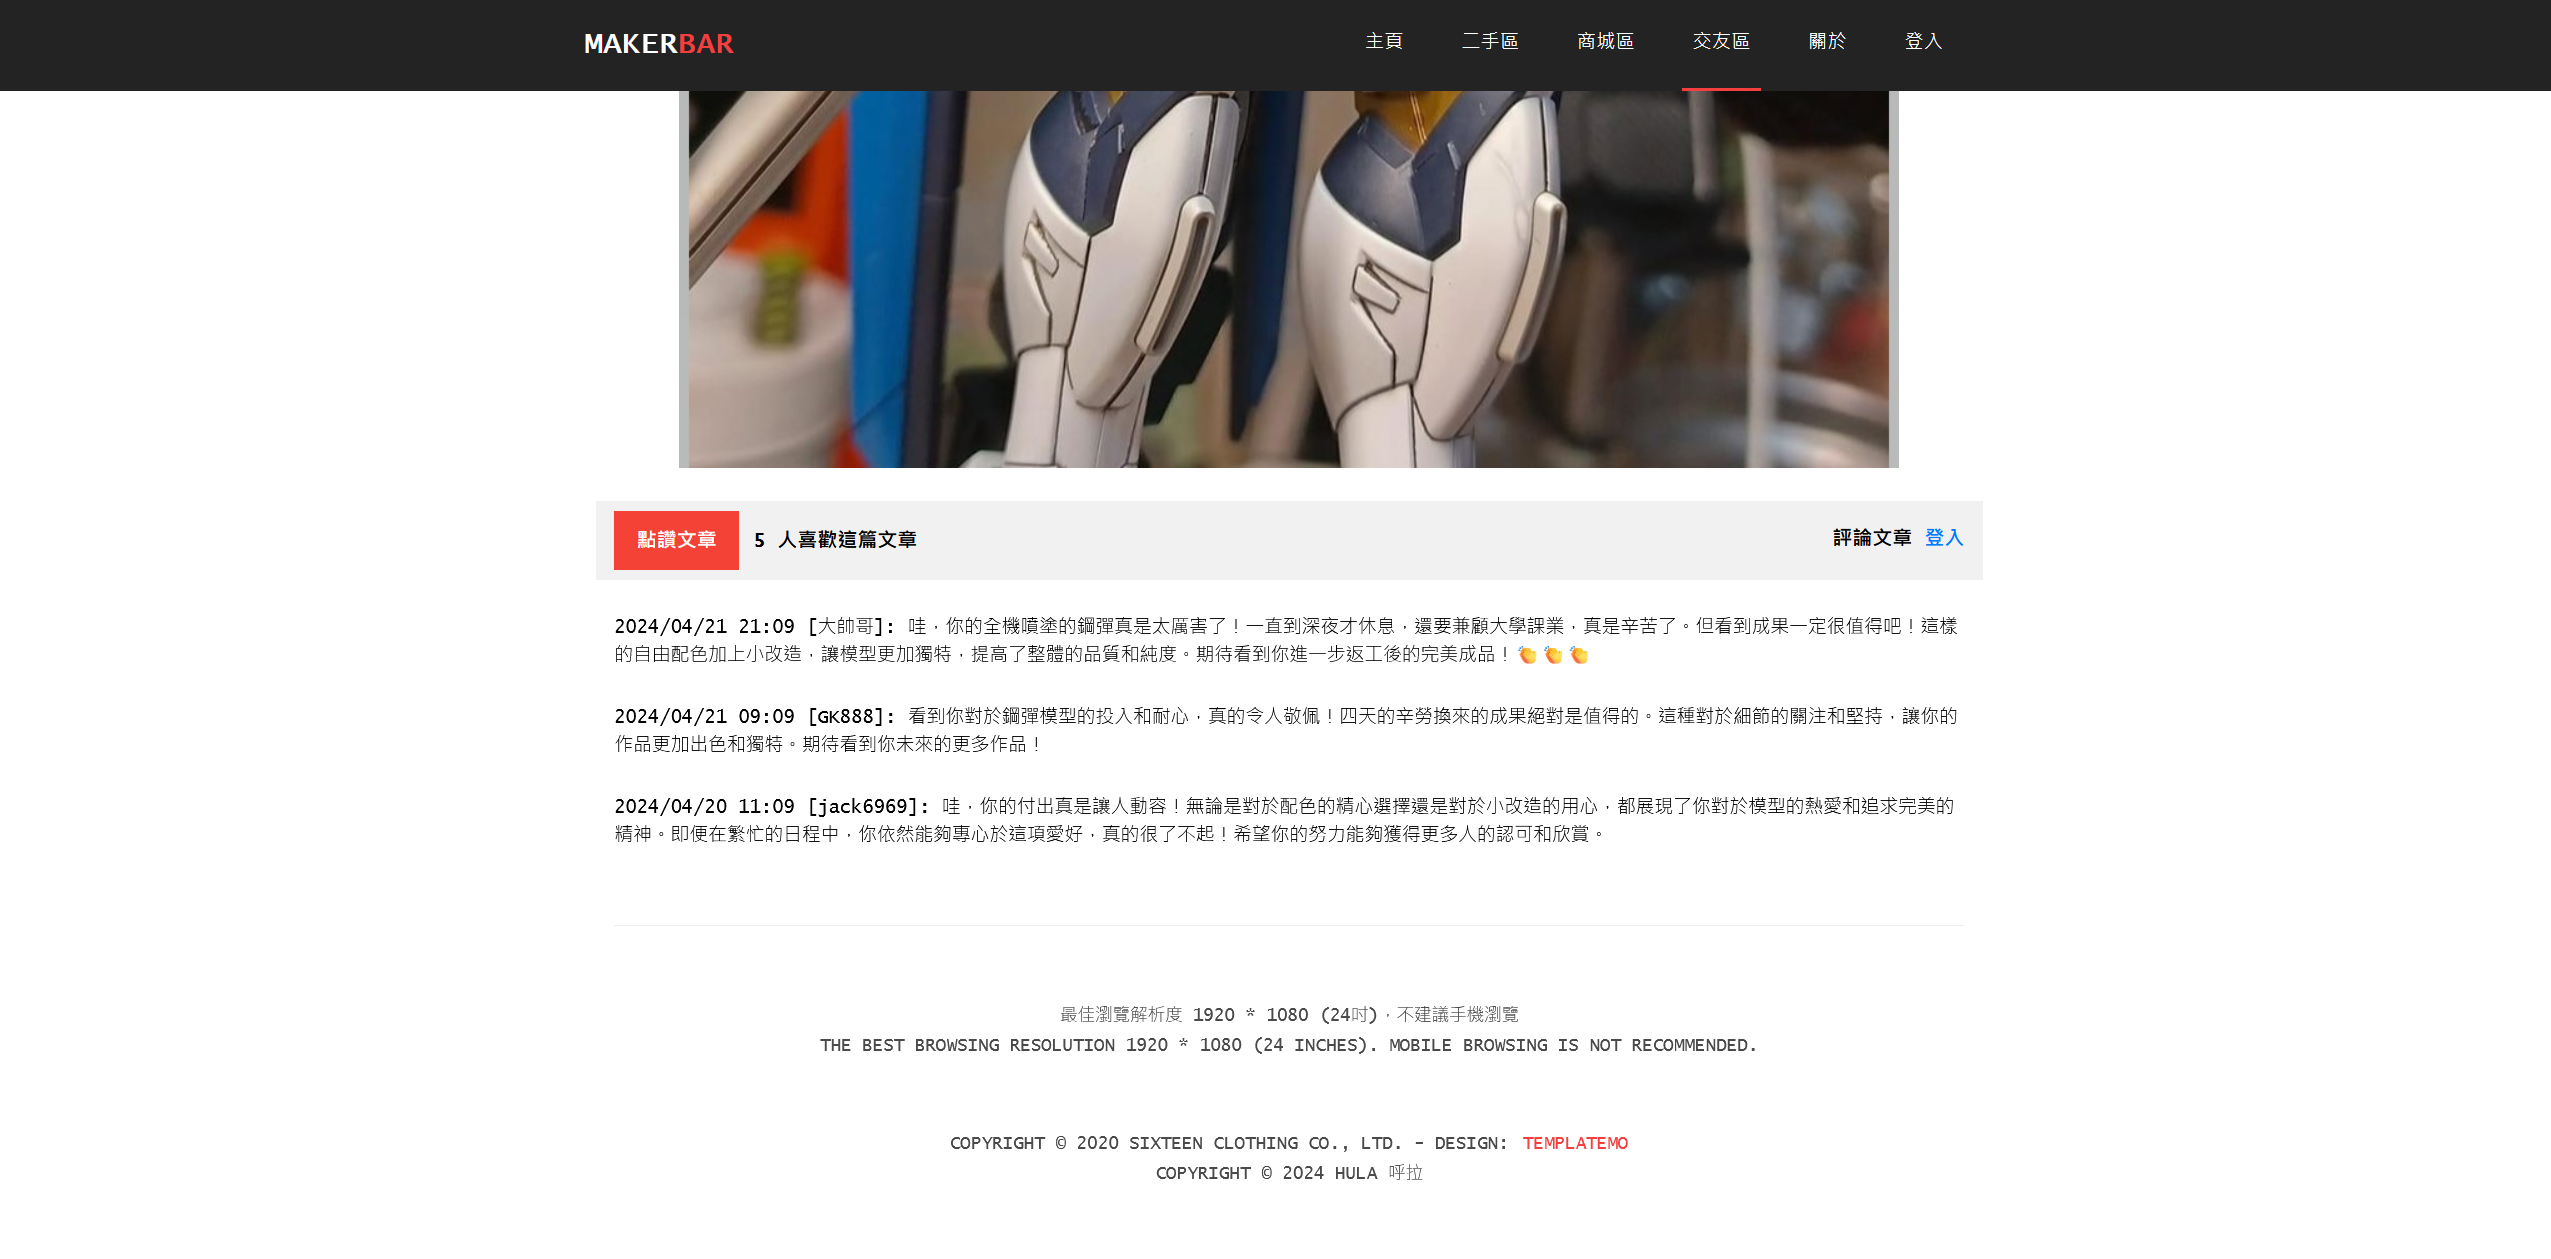 MAKERBAR
主頁 二手區 商城區 交友區 關於 登入
點讚文章 5 人喜歡這篇文章 評論文章 登入
2024/04/21 21:09 [大帥哥]: 哇，你的全機噴塗的鋼彈真是太厲害了！一直到深夜才休息，還要兼顧大學課業，真是辛苦了。但看到成果一定很值得吧！這樣
的自由配色加上小改造，讓模型更加獨特，提高了整體的品質和純度。期待看到你進一步返工後的完美成品！👏👏👏
2024/04/21 09:09 [GK888]: 看到你對於鋼彈模型的投入和耐心，真的令人敬佩！四天的辛勞換來的成果絕對是值得的。這種對於細節的關注和堅持，讓你的
作品更加出色和獨特。期待看到你未來的更多作品！
2024/04/20 11:09 [jack6969]: 哇，你的付出真是讓人動容！無論是對於配色的精心選擇還是對於小改造的用心，都展現了你對於模型的熱愛和追求完美的
精神。即便在繁忙的日程中，你依然能夠專心於這項愛好，真的很了不起！希望你的努力能夠獲得更多人的認可和欣賞。
最佳瀏覽解析度 1920 * 1080 (24吋)，不建議手機瀏覽
THE BEST BROWSING RESOLUTION 1920 * 1080 (24 INCHES). MOBILE BROWSING IS NOT RECOMMENDED.
COPYRIGHT © 2020 SIXTEEN CLOTHING CO., LTD. - DESIGN: TEMPLATEMO
COPYRIGHT © 2024 HULA 呼拉